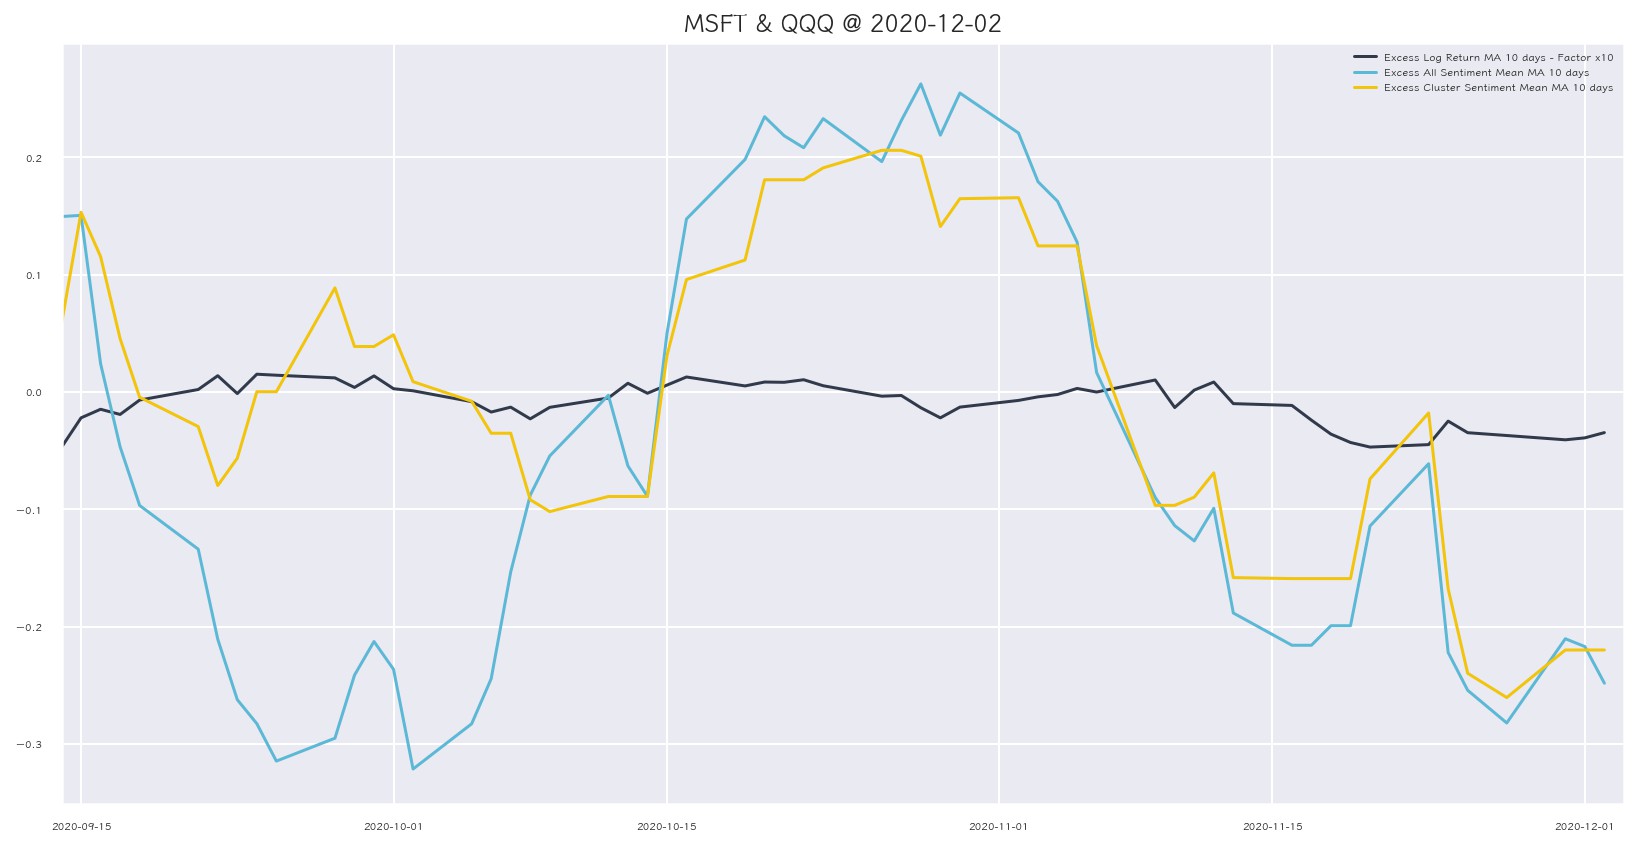 MSFT & QQQ @ 2020-12-02
Excess Log Return MA 10 days - Factor x10
Excess All Sentiment Mean MA 10 days
Excess Cluster Sentiment Mean MA 10 days
0.2
0.1
0.0
−0.1
−0.2
−0.3
2020-09-15 2020-10-01 2020-10-15 2020-11-01 2020-11-15 2020-12-01